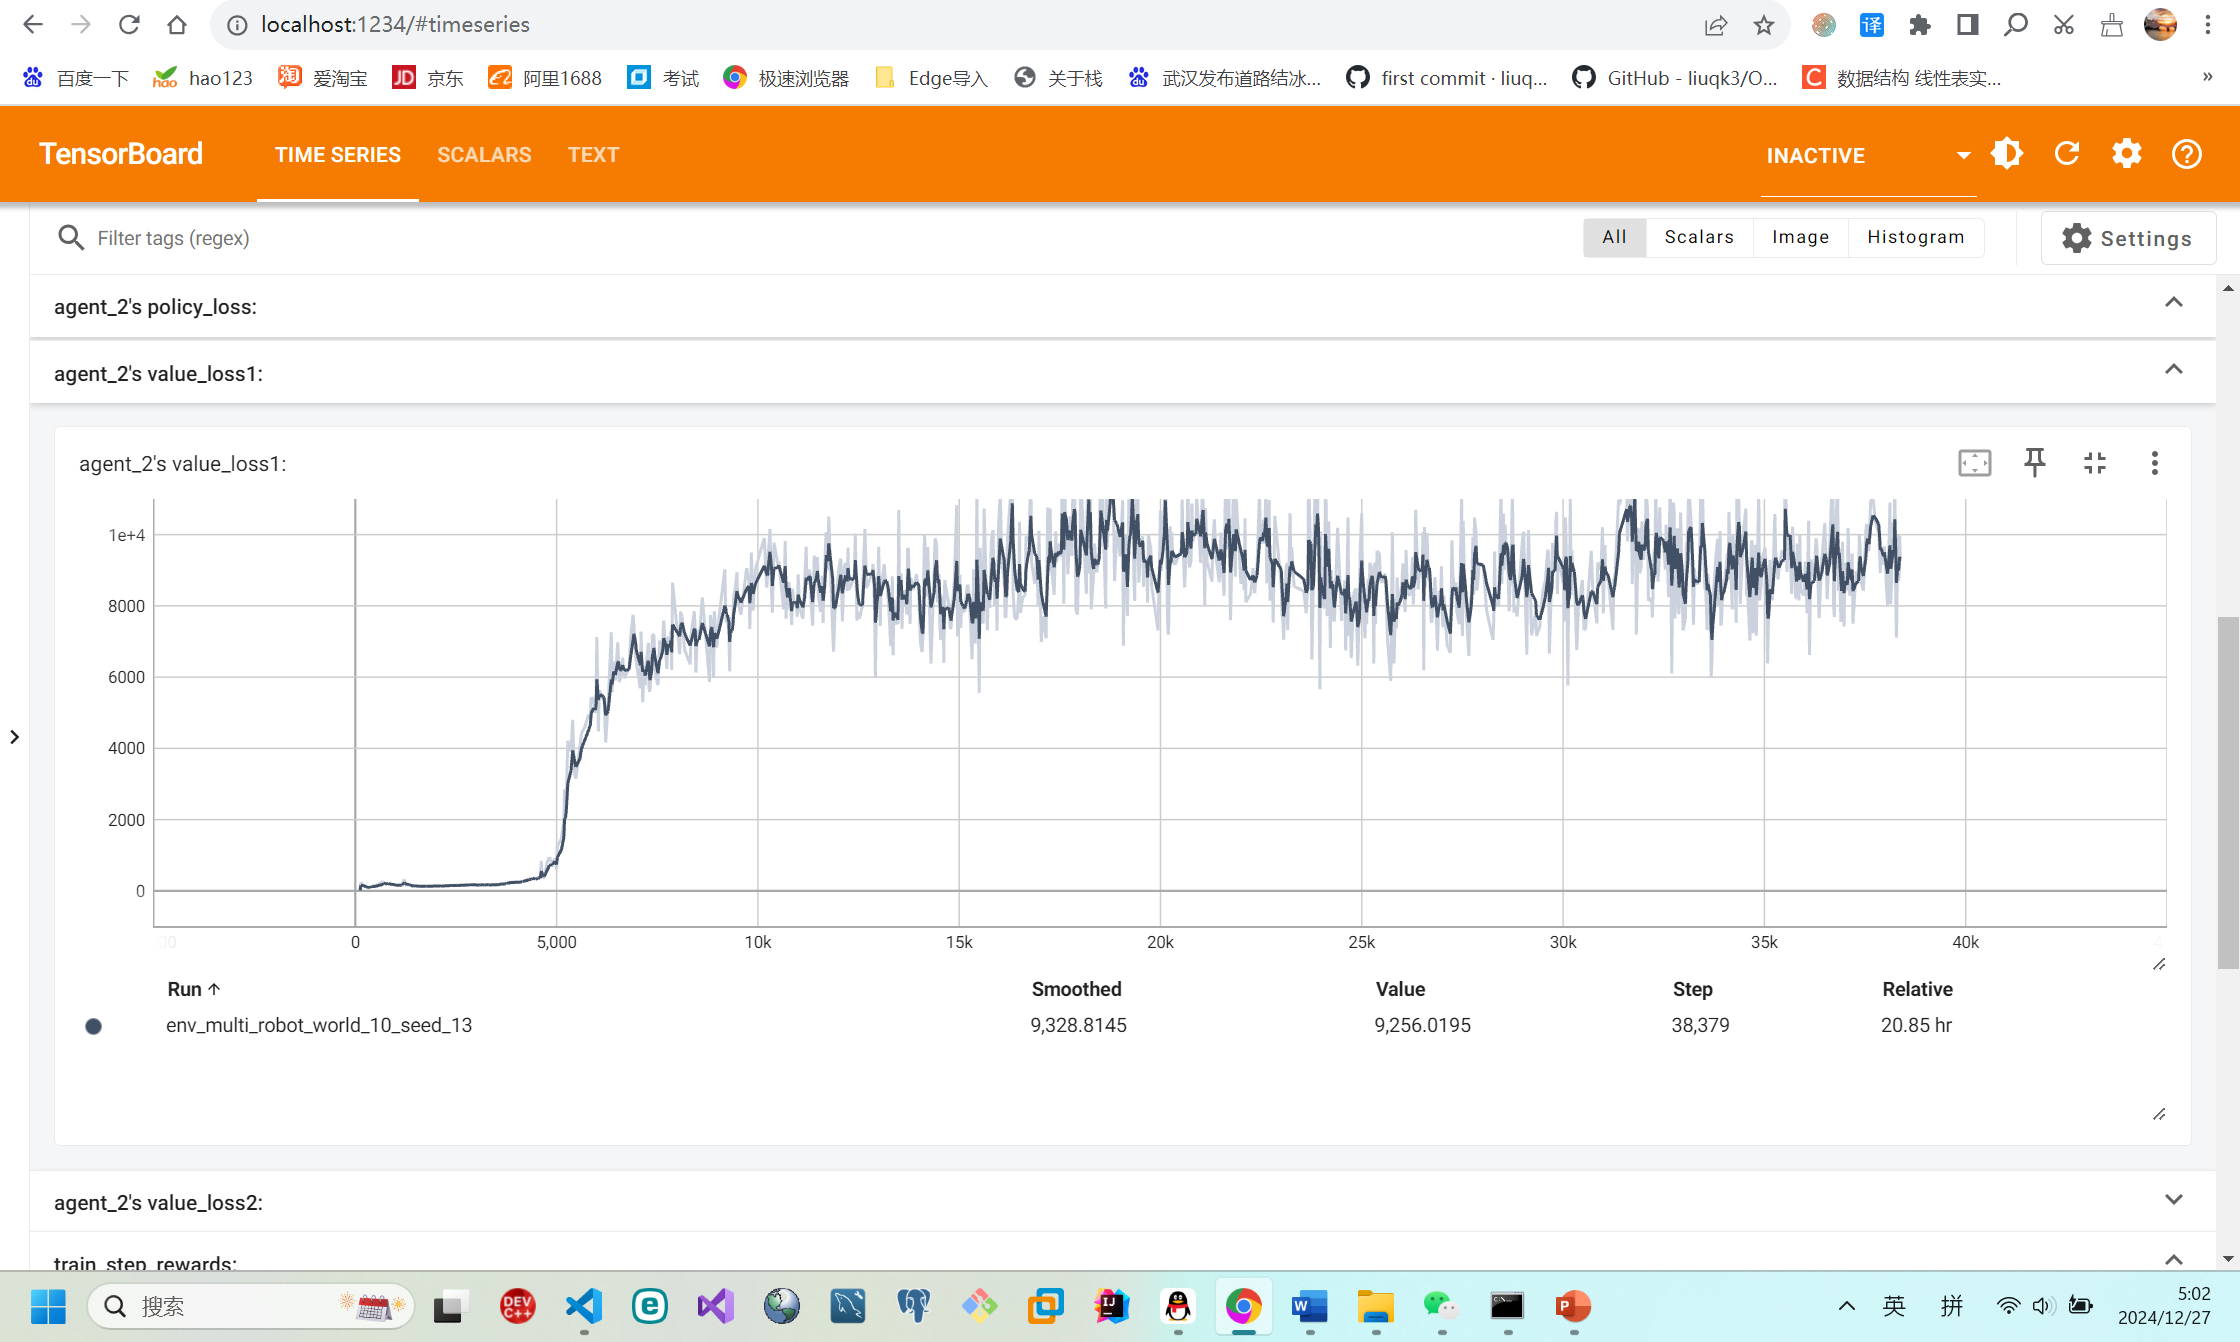 localhost:1234/#timeseries
译
百度一下 hao123 爱淘宝 京东 阿里1688 考试 极速浏览器 Edge导入 关于栈 武汉发布道路结冰... first commit · liuq... GitHub - liuqk3/O... 数据结构 线性表实... »
TensorBoard TIME SERIES SCALARS TEXT INACTIVE
Filter tags (regex) All Scalars Image Histogram Settings
agent_2's policy_loss:
agent_2's value_loss1:
agent_2's value_loss1:
1e+4
8000
6000
4000
2000
0
0 5,000 10k 15k 20k 25k 30k 35k 40k
Run ↑ Smoothed Value Step Relative
env_multi_robot_world_10_seed_13 9,328.8145 9,256.0195 38,379 20.85 hr
agent_2's value_loss2:
train_step_rewards:
搜索 英 拼 5:02
2024/12/27